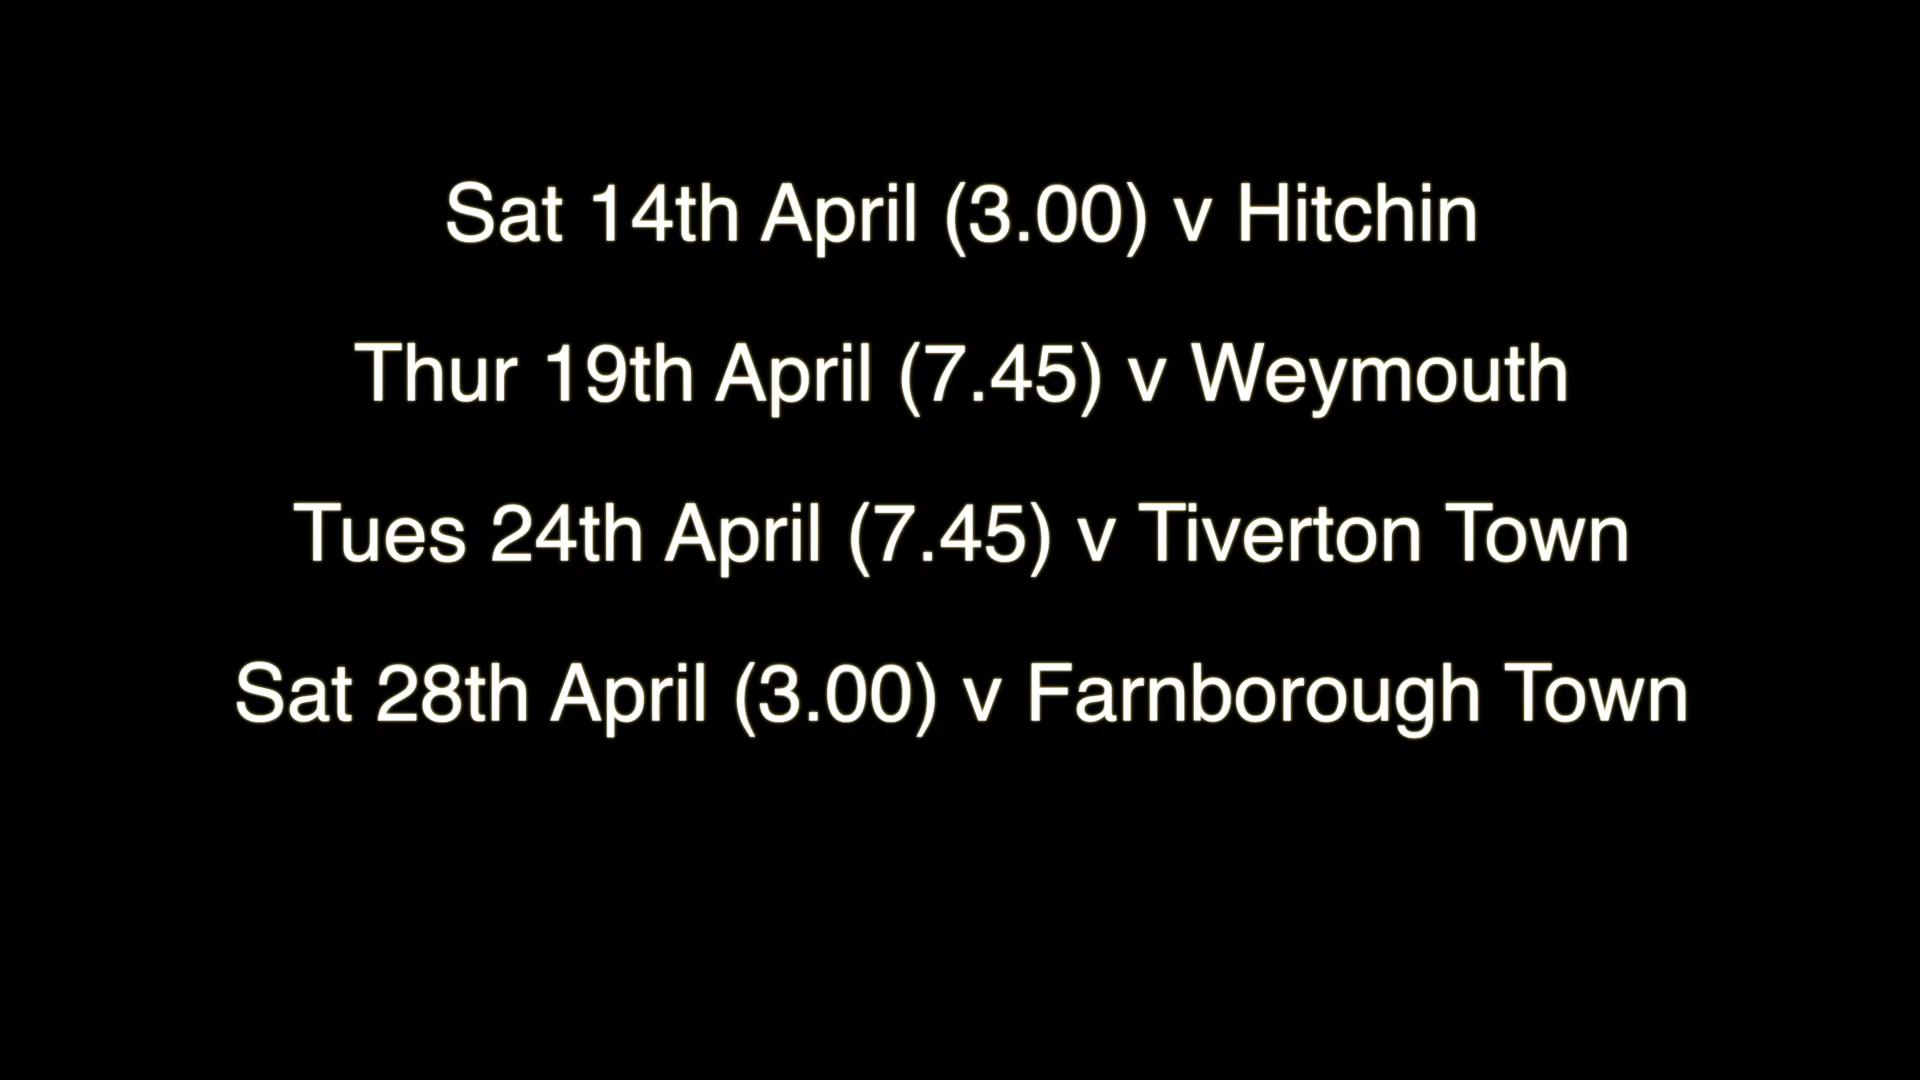 Sat 14th April (3.00) v Hitchin
Thur 19th April (7.45) v Weymouth
Tues 24th April (7.45) v Tiverton Town
Sat 28th April (3.00) v Farnborough Town